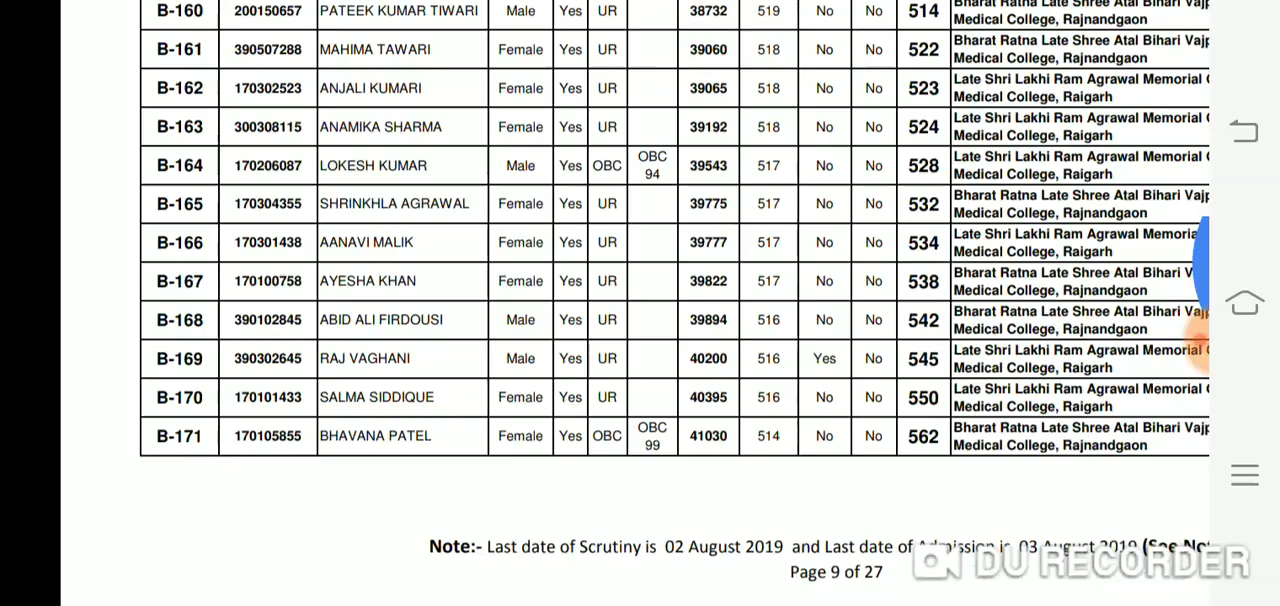 B-160 200150657 PATEEK KUMAR TIWARI Male Yes UR 38732 519 No No 514 Bharat Ratna Late Shree Atal Bihari Vajp
Medical College, Rajnandgaon
B-161 390507288 MAHIMA TAWARI Female Yes UR 39060 518 No No 522 Bharat Ratna Late Shree Atal Bihari Vajp
Medical College, Rajnandgaon
B-162 170302523 ANJALI KUMARI Female Yes UR 39065 518 No No 523 Late Shri Lakhi Ram Agrawal Memorial
Medical College, Raigarh
B-163 300308115 ANAMIKA SHARMA Female Yes UR 39192 518 No No 524 Late Shri Lakhi Ram Agrawal Memorial
Medical College, Raigarh
B-164 170206087 LOKESH KUMAR Male Yes OBC OBC 94 39543 517 No No 528 Late Shri Lakhi Ram Agrawal Memorial
Medical College, Raigarh
B-165 170304355 SHRINKHLA AGRAWAL Female Yes UR 39775 517 No No 532 Bharat Ratna Late Shree Atal Bihari Vajp
Medical College, Rajnandgaon
B-166 170301438 AANAVI MALIK Female Yes UR 39777 517 No No 534 Late Shri Lakhi Ram Agrawal Memoria
Medical College, Raigarh
B-167 170100758 AYESHA KHAN Female Yes UR 39822 517 No No 538 Bharat Ratna Late Shree Atal Bihari V
Medical College, Rajnandgaon
B-168 390102845 ABID ALI FIRDOUSI Male Yes UR 39894 516 No No 542 Bharat Ratna Late Shree Atal Bihari Vajp
Medical College, Rajnandgaon
B-169 390302645 RAJ VAGHANI Male Yes UR 40200 516 Yes No 545 Late Shri Lakhi Ram Agrawal Memorial
Medical College, Raigarh
B-170 170101433 SALMA SIDDIQUE Female Yes UR 40395 516 No No 550 Late Shri Lakhi Ram Agrawal Memorial
Medical College, Raigarh
B-171 170105855 BHAVANA PATEL Female Yes OBC OBC 99 41030 514 No No 562 Bharat Ratna Late Shree Atal Bihari Vajp
Medical College, Rajnandgaon
Note:- Last date of Scrutiny is 02 August 2019 and Last date of Admission is 03 August 2019 (See No
Page 9 of 27
DU RECORDER